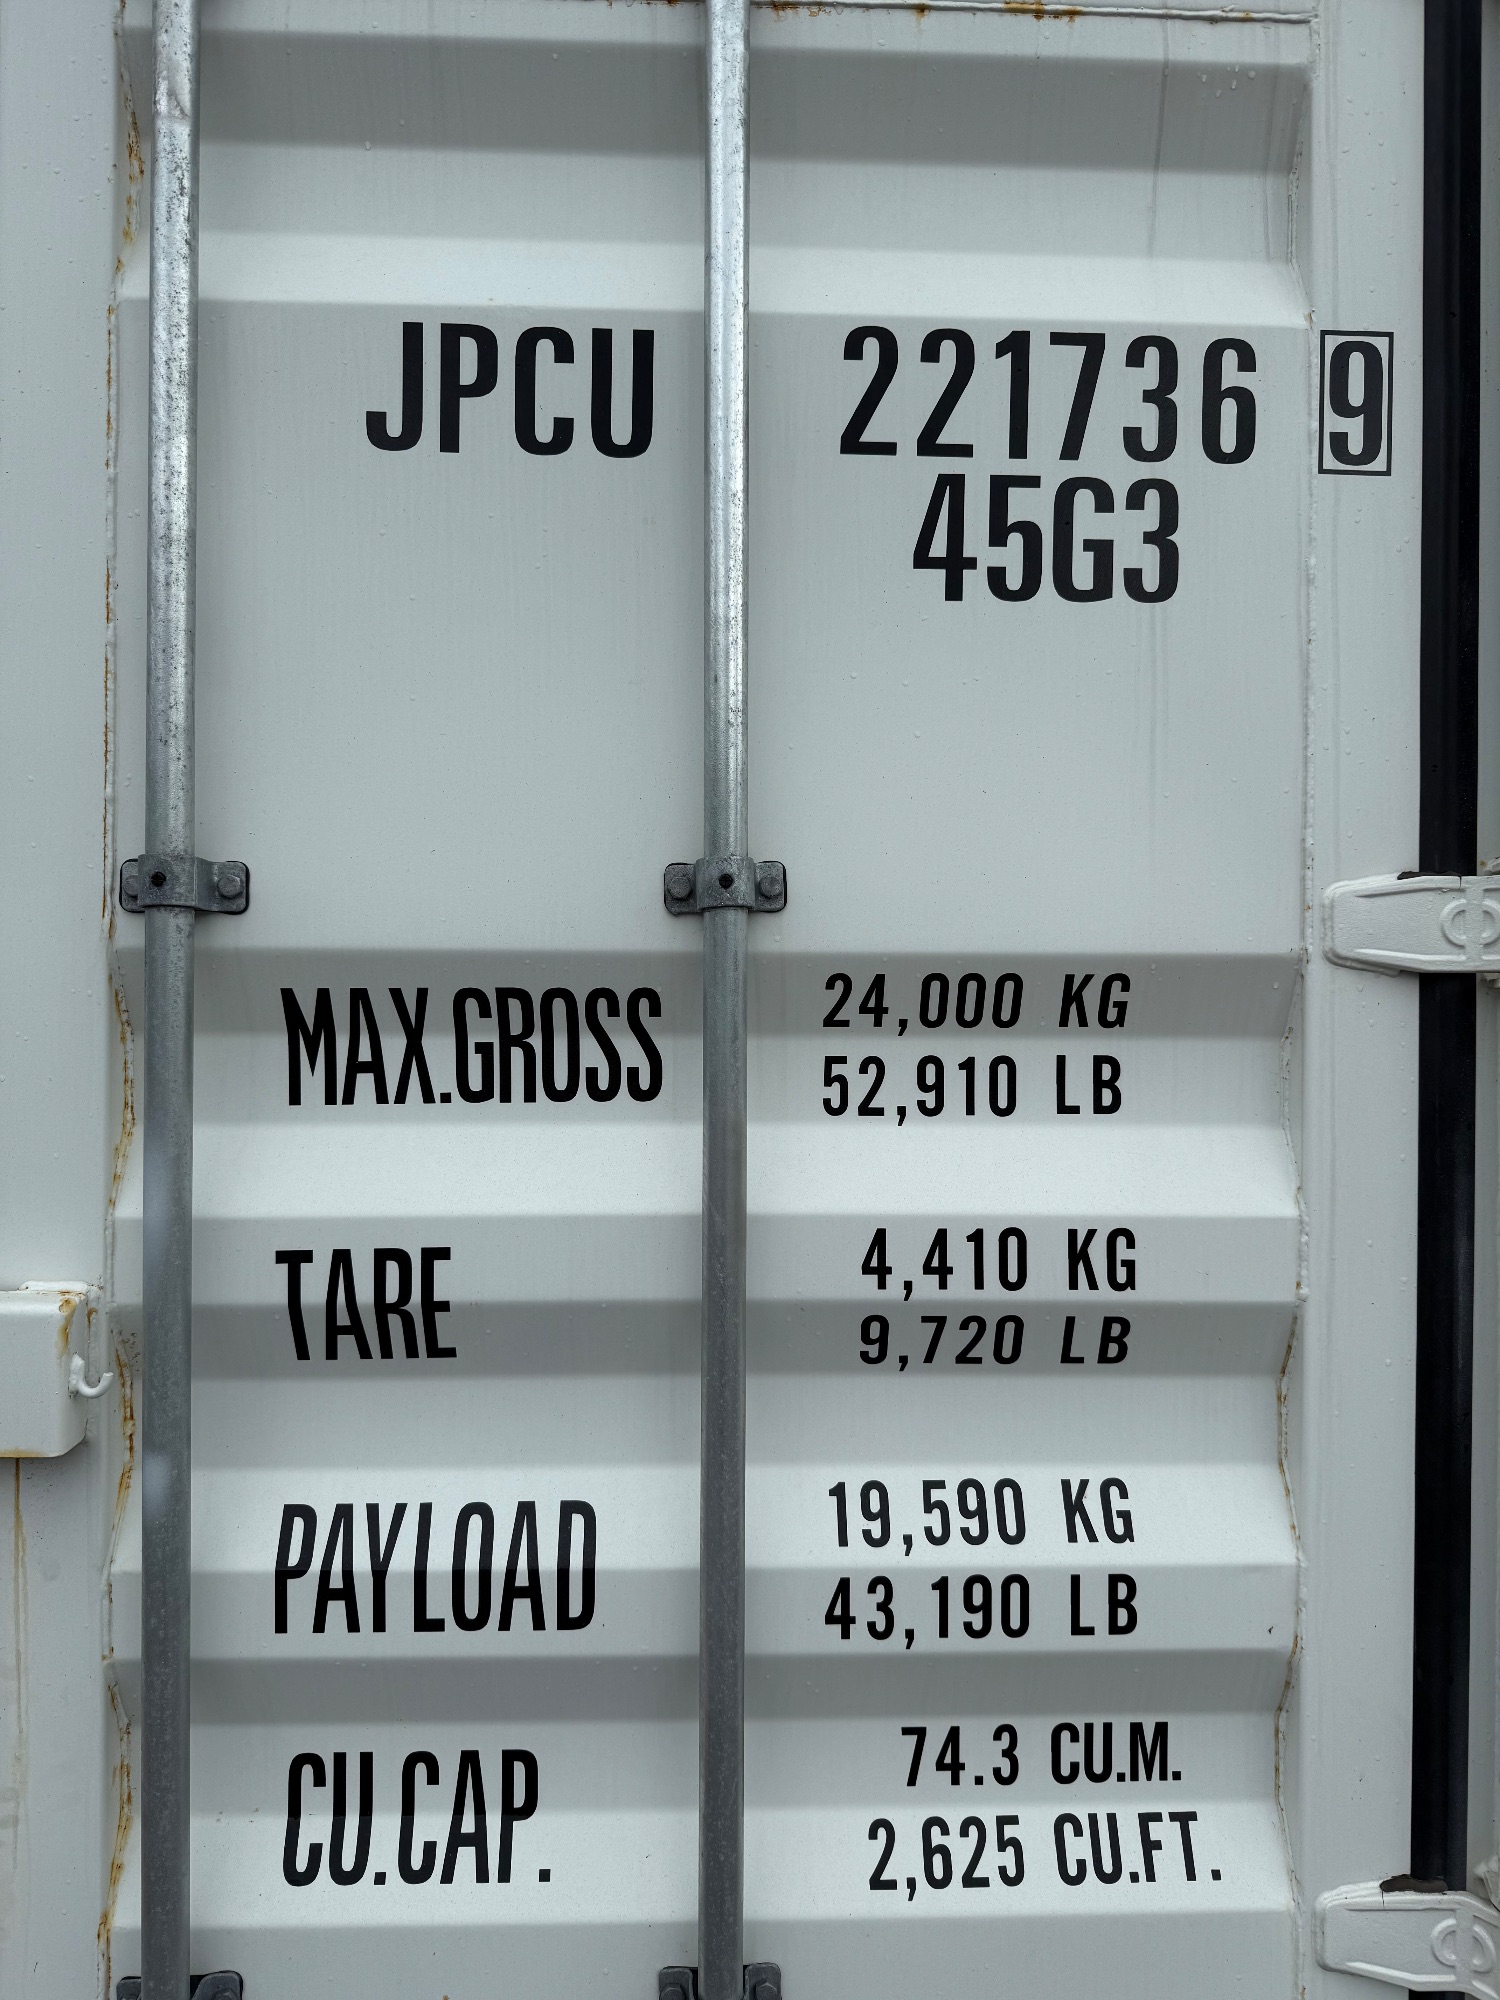 JPCU 221736 9
45G3
MAX.GROSS 24,000 KG
52,910 LB
TARE 4,410 KG
9,720 LB
PAYLOAD 19,590 KG
43,190 LB
CU.CAP. 74.3 CU.M.
2,625 CU.FT.